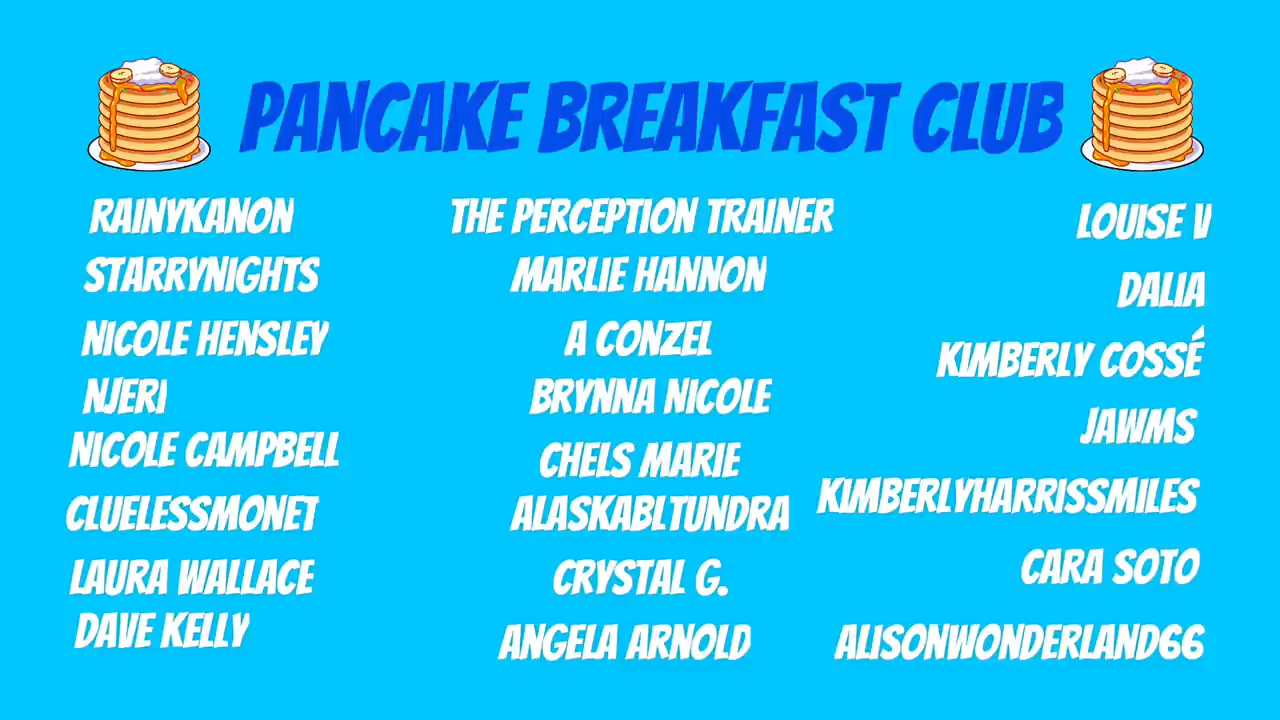 PANCAKE BREAKFAST CLUB
RAINYKANON
STARRYNIGHTS
NICOLE HENSLEY
NJERI
NICOLE CAMPBELL
CLUELESSMONET
LAURA WALLACE
DAVE KELLY
THE PERCEPTION TRAINER
MARLIE HANNON
A CONZEL
BRYNNA NICOLE
CHELS MARIE
ALASKABLTUNDRA
CRYSTAL G.
ANGELA ARNOLD
LOUISE V
DALIA
KIMBERLY COSSÉ
JAWMS
KIMBERLYHARRISSMILES
CARA SOTO
ALISONWONDERLAND66